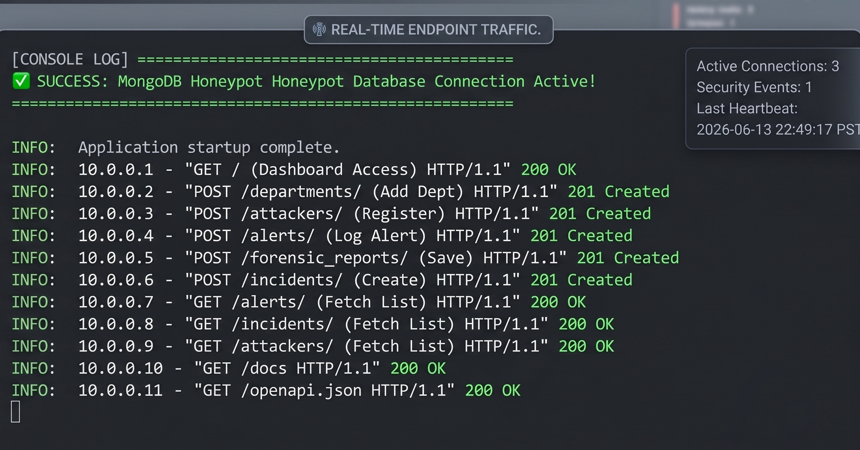 REAL-TIME ENDPOINT TRAFFIC.
[CONSOLE LOG] ==========================================
✅ SUCCESS: MongoDB Honeypot Honeypot Database Connection Active!
========================================================
INFO: Application startup complete.
INFO: 10.0.0.1 - "GET / (Dashboard Access) HTTP/1.1" 200 OK
INFO: 10.0.0.2 - "POST /departments/ (Add Dept) HTTP/1.1" 201 Created
INFO: 10.0.0.3 - "POST /attackers/ (Register) HTTP/1.1" 201 Created
INFO: 10.0.0.4 - "POST /alerts/ (Log Alert) HTTP/1.1" 201 Created
INFO: 10.0.0.5 - "POST /forensic_reports/ (Save) HTTP/1.1" 201 Created
INFO: 10.0.0.6 - "POST /incidents/ (Create) HTTP/1.1" 201 Created
INFO: 10.0.0.7 - "GET /alerts/ (Fetch List) HTTP/1.1" 200 OK
INFO: 10.0.0.8 - "GET /incidents/ (Fetch List) HTTP/1.1" 200 OK
INFO: 10.0.0.9 - "GET /attackers/ (Fetch List) HTTP/1.1" 200 OK
INFO: 10.0.0.10 - "GET /docs HTTP/1.1" 200 OK
INFO: 10.0.0.11 - "GET /openapi.json HTTP/1.1" 200 OK
Active Connections: 3
Security Events: 1
Last Heartbeat:
2026-06-13 22:49:17 PST